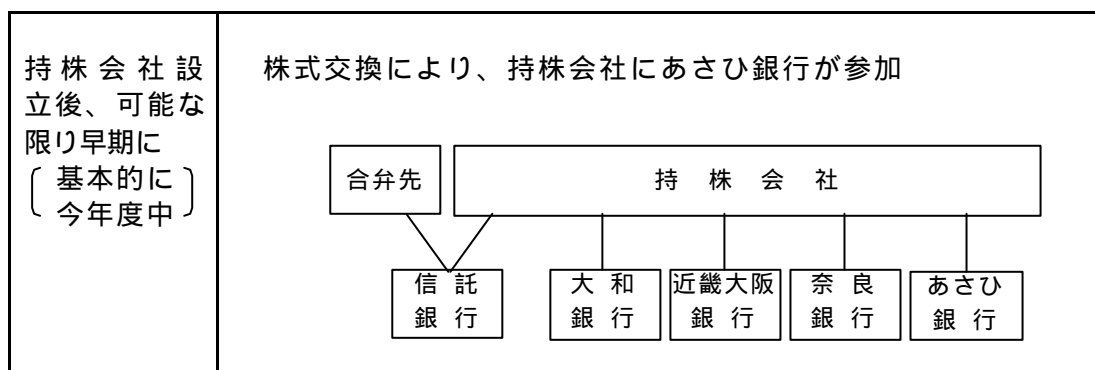 持株会社設
立後、可能な
限り早期に
基本的に
今年度中
株式交換により、持株会社にあさひ銀行が参加
合弁先
持株会社
信託
銀行
大和
銀行
近畿大阪
銀行
奈良
銀行
あさひ
銀行